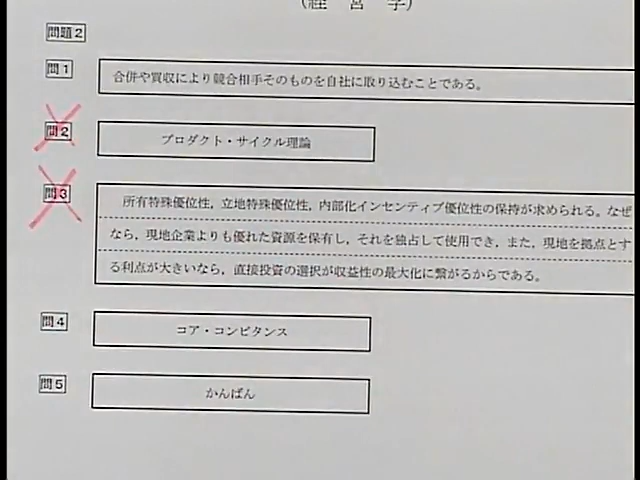 (経 営 学)
問題2
問1
合併や買収により競合相手そのものを自社に取り込むことである。
問2
プロダクト・サイクル理論
問3
所有特殊優位性, 立地特殊優位性, 内部化インセンティブ優位性の保持が求められる。なぜ
なら, 現地企業よりも優れた資源を保有し, それを独占して使用でき, また, 現地を拠点とす
る利点が大きいなら, 直接投資の選択が収益性の最大化に繋がるからである。
問4
コア・コンピタンス
問5
かんばん